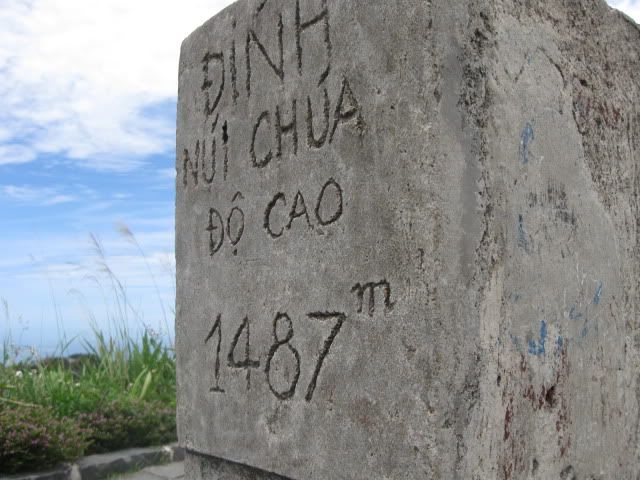 ĐỈNH
NÚI CHÚA
ĐỘ CAO
1487 m